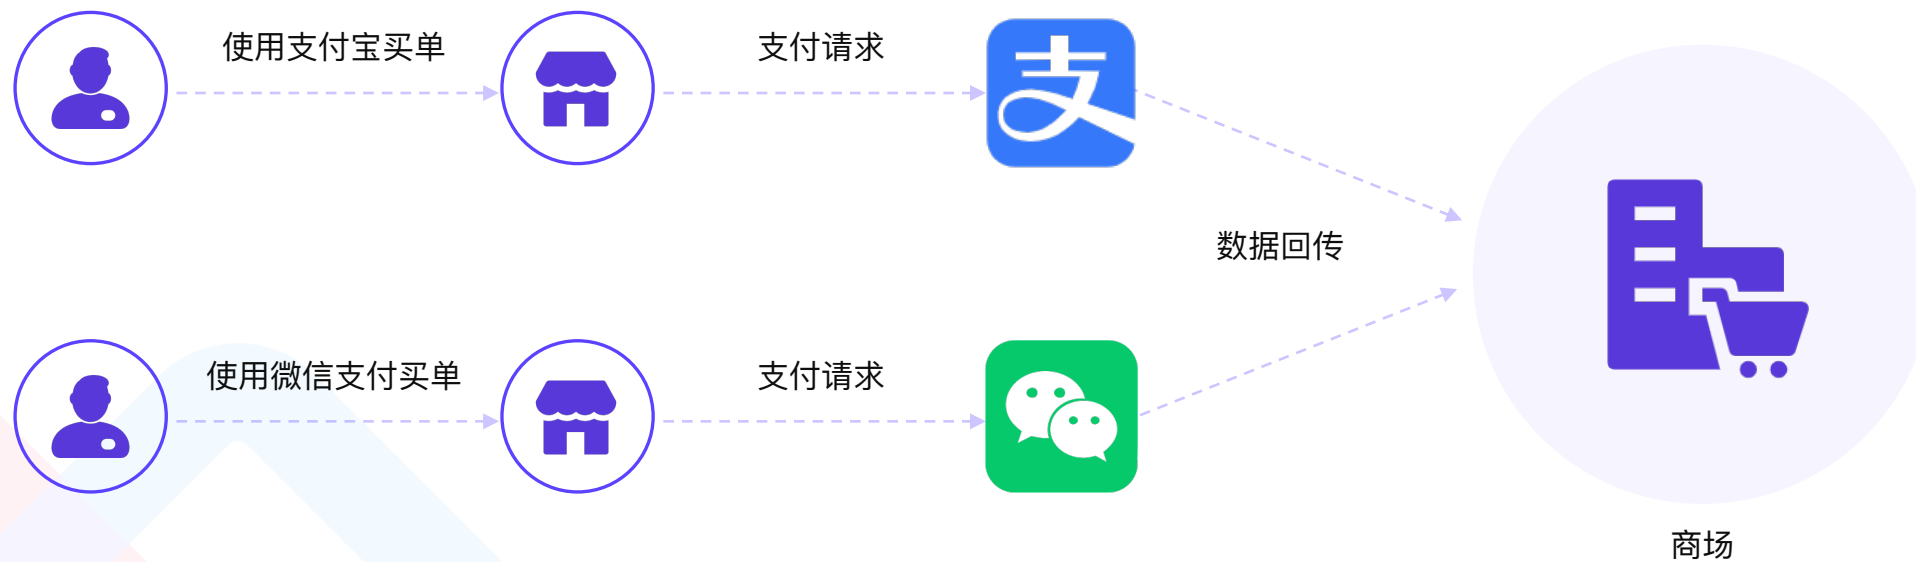 使用支付宝买单
支付请求
支
数据回传
使用微信支付买单
支付请求
商场